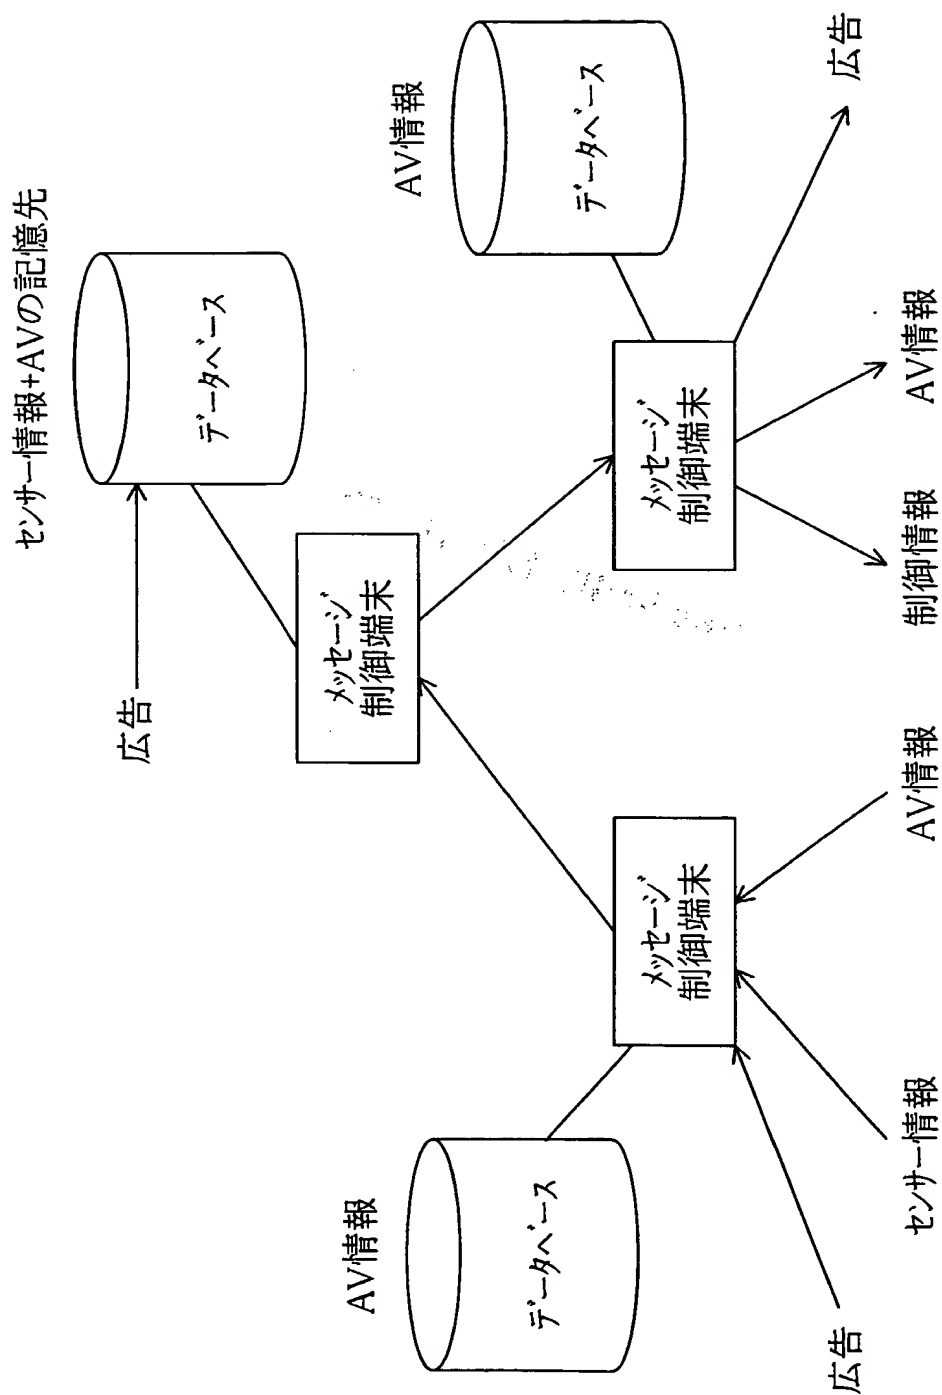 センサー情報+AVの記憶先
データベース
広告
メッセージ
制御端末
AV情報
データベース
AV情報
データベース
メッセージ
制御端末
メッセージ
制御端末
広告
センサー情報
AV情報
制御情報
AV情報
広告